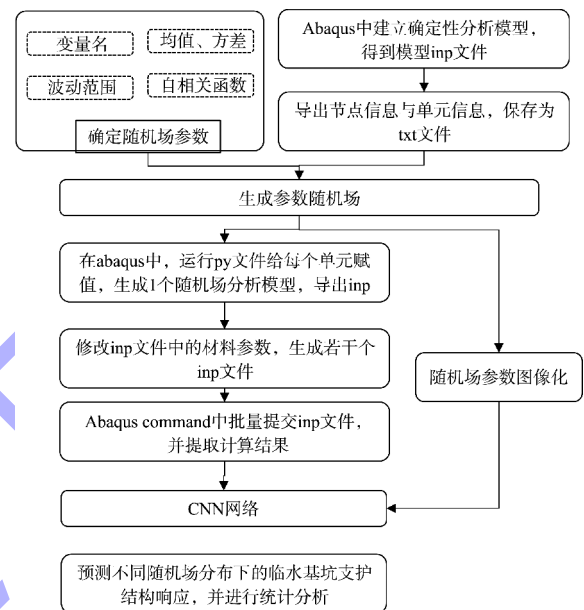 变量名
均值、方差
波动范围
自相关函数
确定随机场参数
Abaqus中建立确定性分析模型，
得到模型inp文件
导出节点信息与单元信息，保存为
txt文件
生成参数随机场
在abaqus中，运行py文件给每个单元赋
值，生成1个随机场分析模型，导出inp
修改inp文件中的材料参数，生成若干个
inp文件
随机场参数图像化
Abaqus command中批量提交inp文件，
并提取计算结果
CNN网络
预测不同随机场分布下的临水基坑支护
结构响应，并进行统计分析